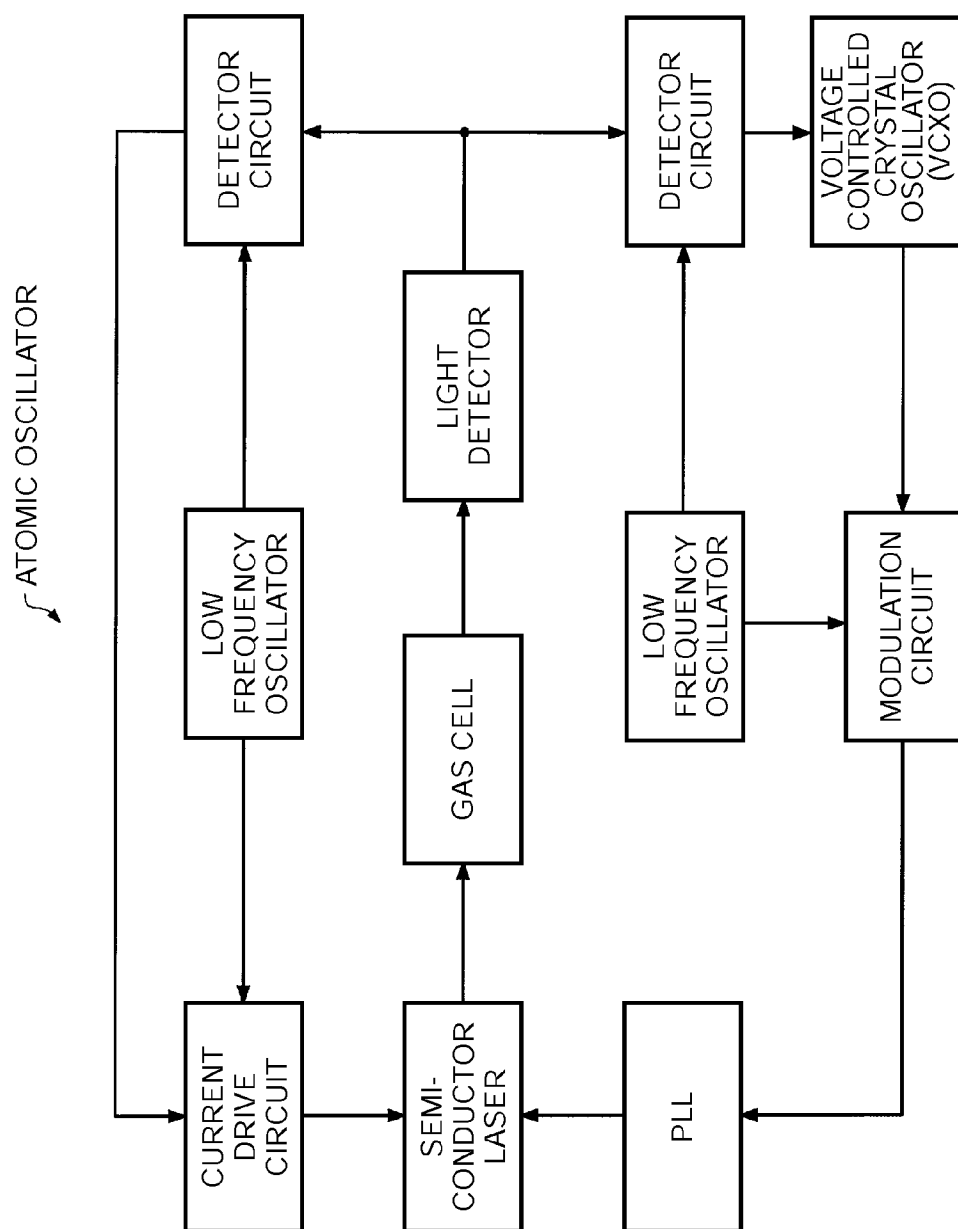 ATOMIC OSCILLATOR
CURRENT
DRIVE
CIRCUIT
LOW
FREQUENCY
OSCILLATOR
DETECTOR
CIRCUIT
SEMI-
CONDUCTOR
LASER
GAS CELL
LIGHT
DETECTOR
PLL
LOW
FREQUENCY
OSCILLATOR
DETECTOR
CIRCUIT
MODULATION
CIRCUIT
VOLTAGE
CONTROLLED
CRYSTAL
OSCILLATOR
(VCXO)